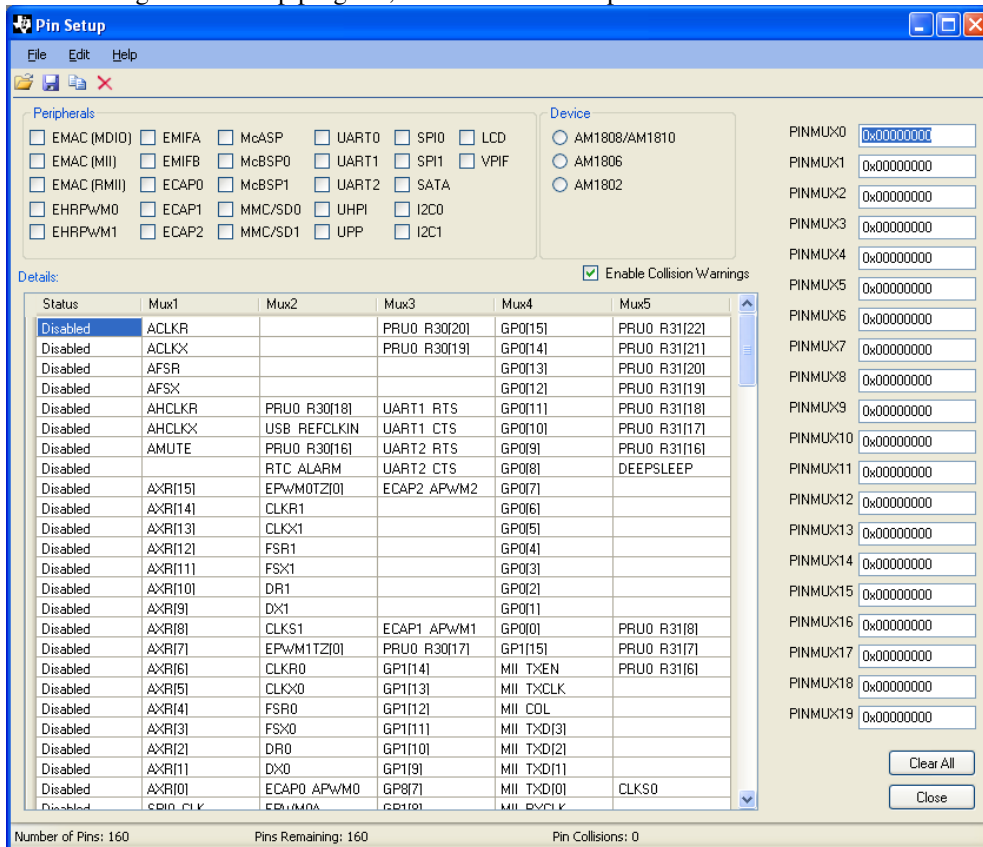 Pin Setup
File Edit Help
Peripherals
EMAC (MDIO) EMIFA McASP UART0 SPI0 LCD
EMAC (MII) EMIFB McBSP0 UART1 SPI1 VPIF
EMAC (RMII) ECAP0 McBSP1 UART2 SATA
EHRPWM0 ECAP1 MMC/SD0 UHPI I2C0
EHRPWM1 ECAP2 MMC/SD1 UPP I2C1
Device
AM1808/AM1810
AM1806
AM1802
Enable Collision Warnings
Details:
Status Mux1 Mux2 Mux3 Mux4 Mux5
Disabled ACLKR PRU0 R30[20] GP0[15] PRU0 R31[22]
Disabled ACLKX PRU0 R30[19] GP0[14] PRU0 R31[21]
Disabled AFSR GP0[13] PRU0 R31[20]
Disabled AFSX GP0[12] PRU0 R31[19]
Disabled AHCLKR PRU0 R30[18] UART1 RTS GP0[11] PRU0 R31[18]
Disabled AHCLKX USB REFCLKIN UART1 CTS GP0[10] PRU0 R31[17]
Disabled AMUTE PRU0 R30[16] UART2 RTS GP0[9] PRU0 R31[16]
Disabled RTC ALARM UART2 CTS GP0[8] DEEPSLEEP
Disabled AXR[15] EPWM0TZ[0] ECAP2 APWM2 GP0[7]
Disabled AXR[14] CLKR1 GP0[6]
Disabled AXR[13] CLKX1 GP0[5]
Disabled AXR[12] FSR1 GP0[4]
Disabled AXR[11] FSX1 GP0[3]
Disabled AXR[10] DR1 GP0[2]
Disabled AXR[9] DX1 GP0[1]
Disabled AXR[8] CLKS1 ECAP1 APWM1 GP0[0] PRU0 R31[8]
Disabled AXR[7] EPWM1TZ[0] PRU0 R30[17] GP1[15] PRU0 R31[7]
Disabled AXR[6] CLKR0 GP1[14] MII TXEN PRU0 R31[6]
Disabled AXR[5] CLKX0 GP1[13] MII TXCLK
Disabled AXR[4] FSR0 GP1[12] MII COL
Disabled AXR[3] FSX0 GP1[11] MII TXD[3]
Disabled AXR[2] DR0 GP1[10] MII TXD[2]
Disabled AXR[1] DX0 GP1[9] MII TXD[1]
Disabled AXR[0] ECAP0 APWM0 GP8[7] MII TXD[0] CLKS0
Disabled SPI0 CLK EPWM0A GP1[8] MII RXCLK
PINMUX0 0x00000000
PINMUX1 0x00000000
PINMUX2 0x00000000
PINMUX3 0x00000000
PINMUX4 0x00000000
PINMUX5 0x00000000
PINMUX6 0x00000000
PINMUX7 0x00000000
PINMUX8 0x00000000
PINMUX9 0x00000000
PINMUX10 0x00000000
PINMUX11 0x00000000
PINMUX12 0x00000000
PINMUX13 0x00000000
PINMUX14 0x00000000
PINMUX15 0x00000000
PINMUX16 0x00000000
PINMUX17 0x00000000
PINMUX18 0x00000000
PINMUX19 0x00000000
Clear All
Close
Number of Pins: 160 Pins Remaining: 160 Pin Collisions: 0